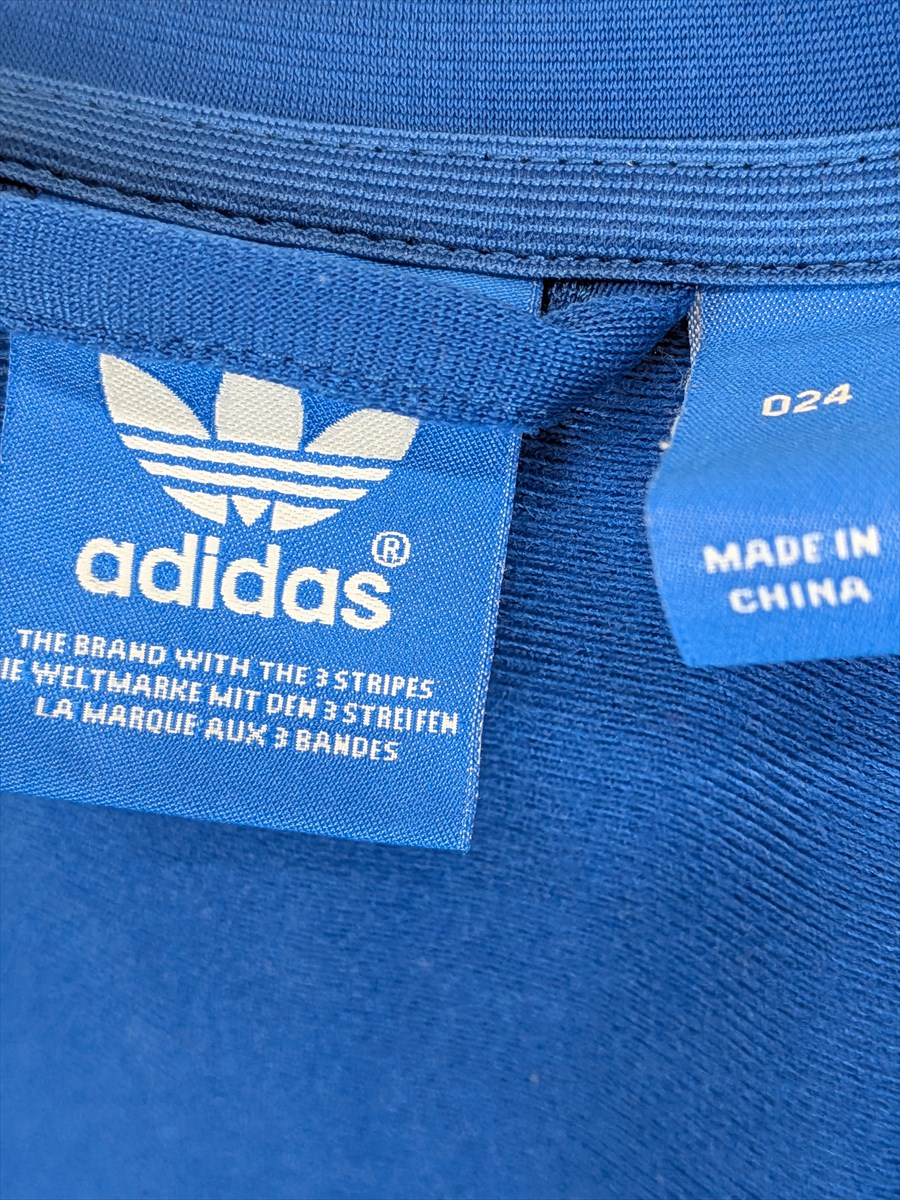 adidas®
THE BRAND WITH THE 3 STRIPES
IE WELTMARKE MIT DEN 3 STREIFEN
LA MARQUE AUX 3 BANDES
024
MADE IN
CHINA